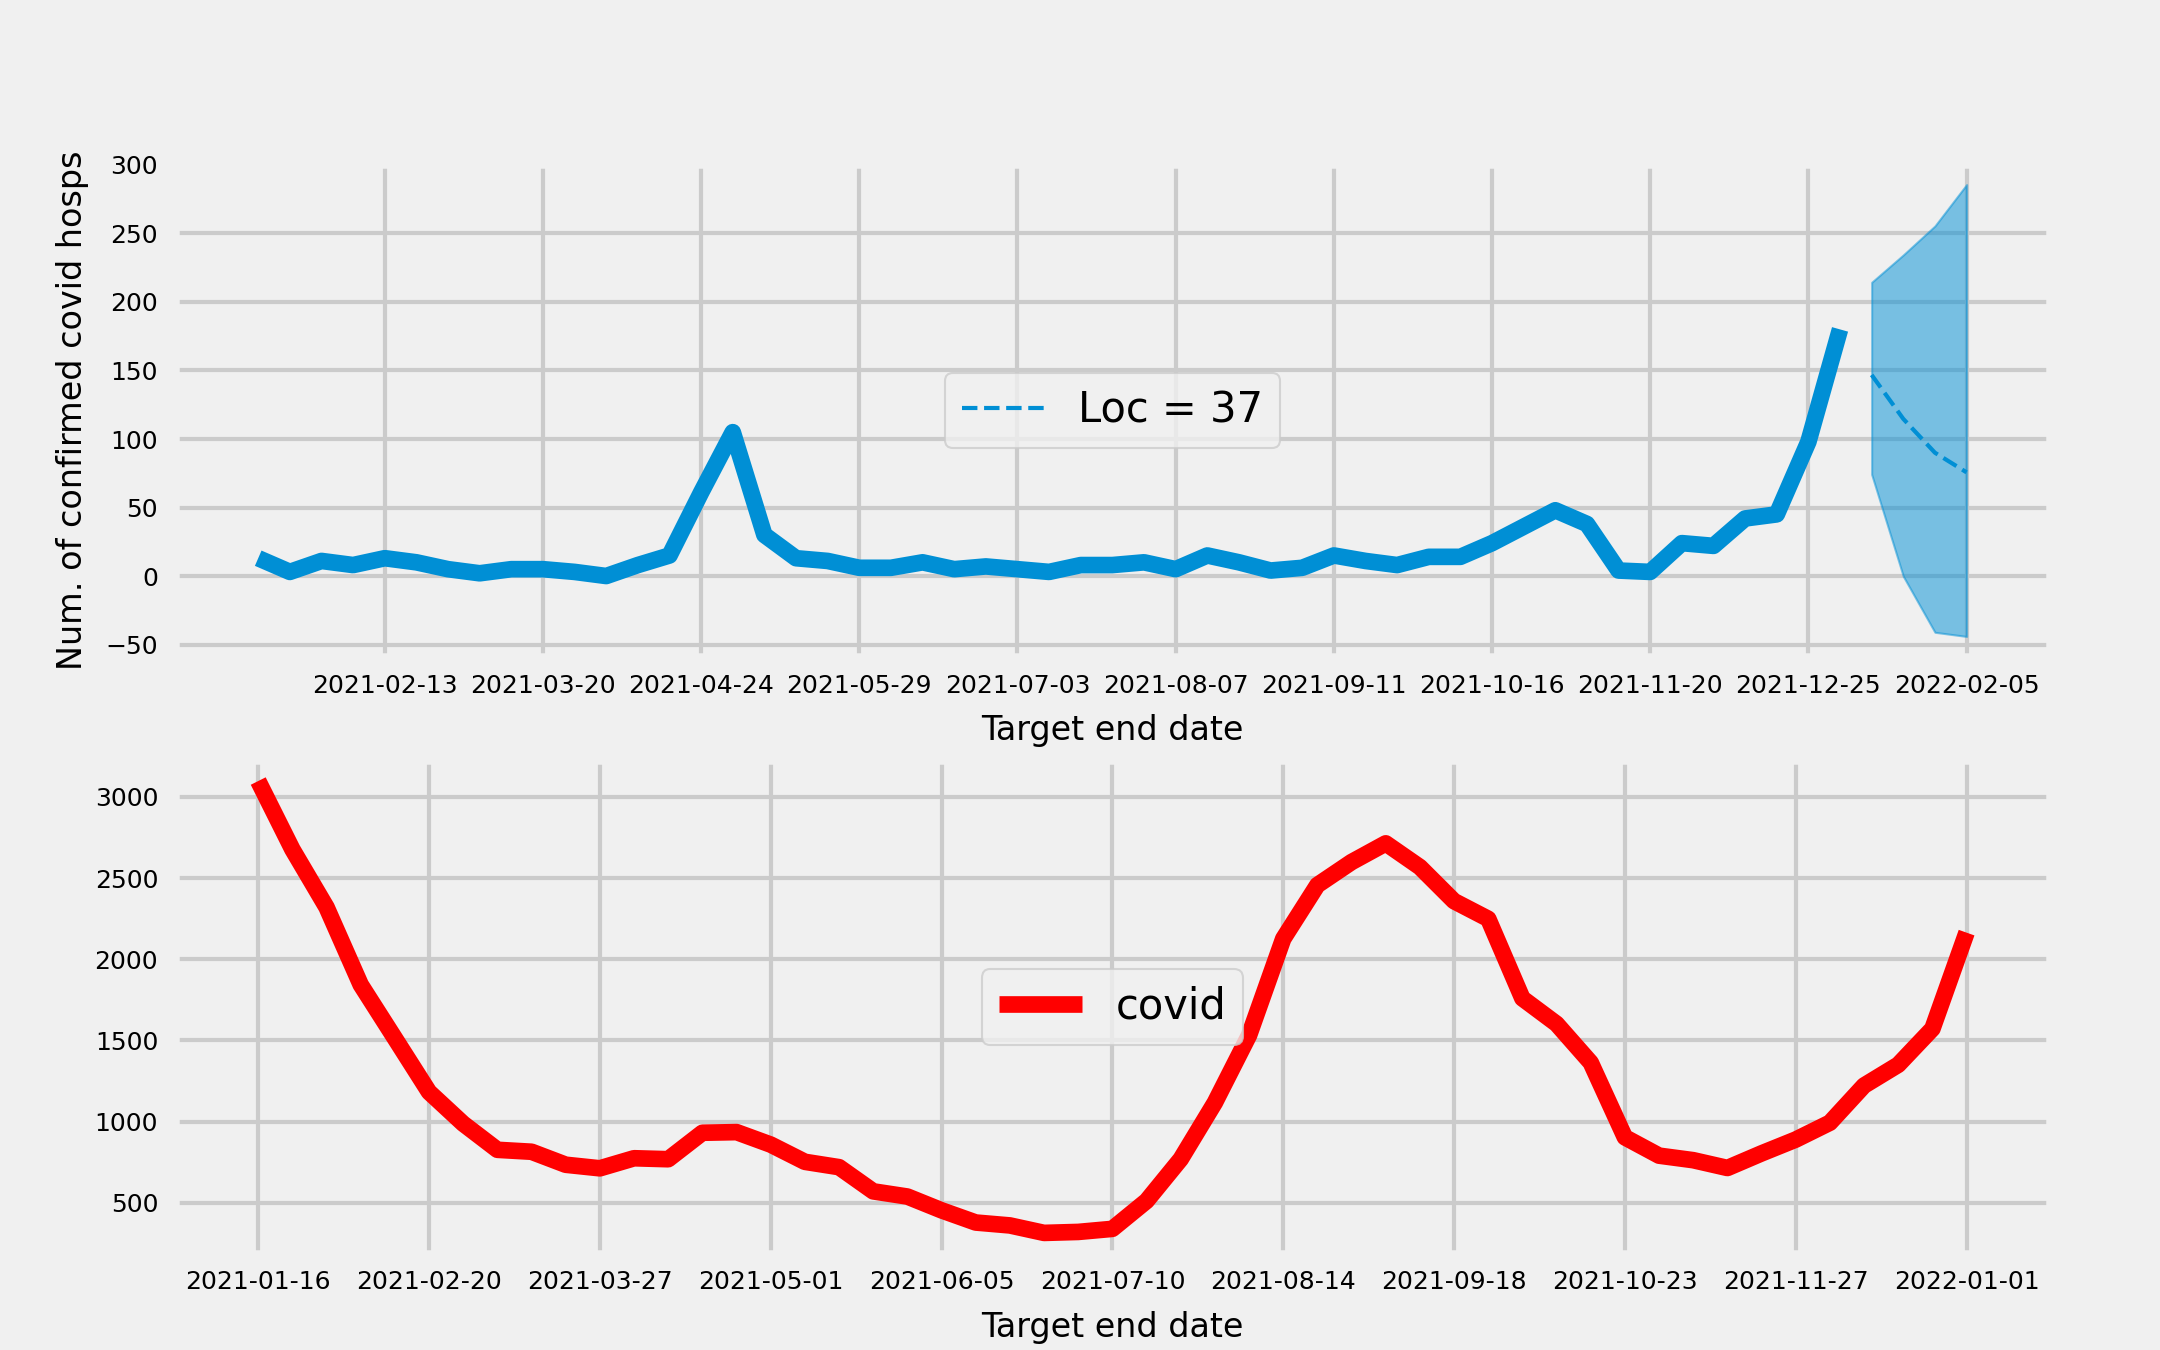 Num. of confirmed covid hosps
300
250
200
150
100
50
0
−50
Loc = 37
2021-02-13 2021-03-20 2021-04-24 2021-05-29 2021-07-03 2021-08-07 2021-09-11 2021-10-16 2021-11-20 2021-12-25 2022-02-05
Target end date
3000
2500
2000
1500
1000
500
covid
2021-01-16 2021-02-20 2021-03-27 2021-05-01 2021-06-05 2021-07-10 2021-08-14 2021-09-18 2021-10-23 2021-11-27 2022-01-01
Target end date